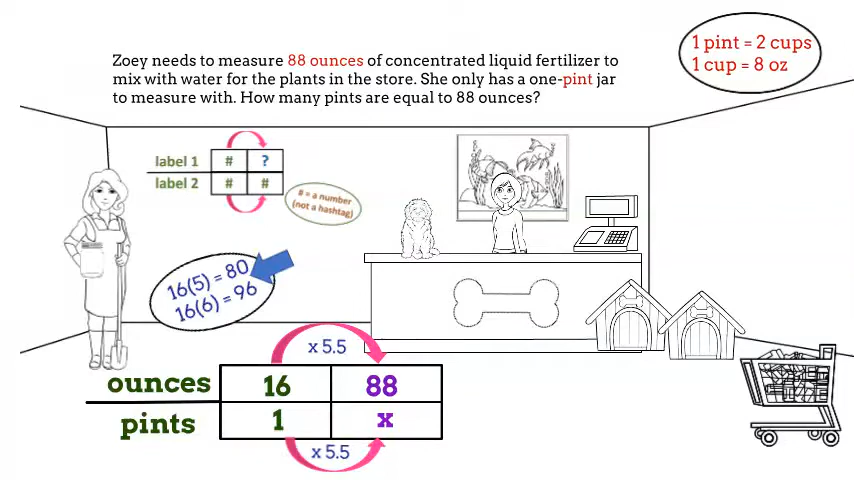 1 pint = 2 cups
1 cup = 8 oz
Zoey needs to measure 88 ounces of concentrated liquid fertilizer to
mix with water for the plants in the store. She only has a one-pint jar
to measure with. How many pints are equal to 88 ounces?
label 1 # ?
label 2 # #
# = a number
(not a hashtag)
16(5) = 80
16(6) = 96
x 5.5
ounces 16 88
pints 1 x
x 5.5